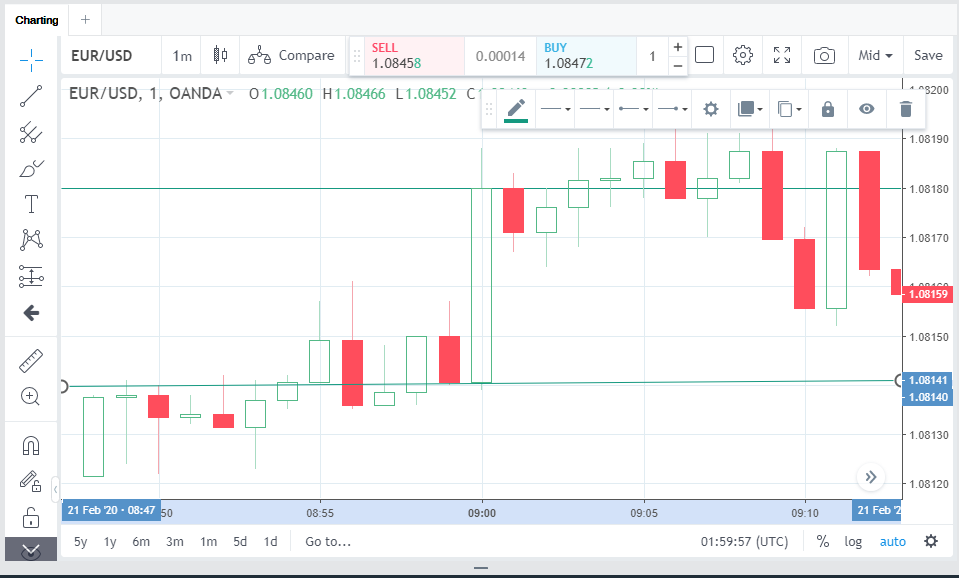 Charting +
EUR/USD 1m Compare SELL 1.08458 0.00014 BUY 1.08472 1 + − Mid Save
EUR/USD, 1, OANDA O1.08460 H1.08466 L1.08452 C
1.08200
1.08190
1.08180
1.08170
1.08160
1.08159
1.08150
1.08141
1.08140
1.08130
1.08120
21 Feb '20 - 08:47 :50 08:55 09:00 09:05 09:10 21 Feb '2
5y 1y 6m 3m 1m 5d 1d Go to... 01:59:57 (UTC) % log auto